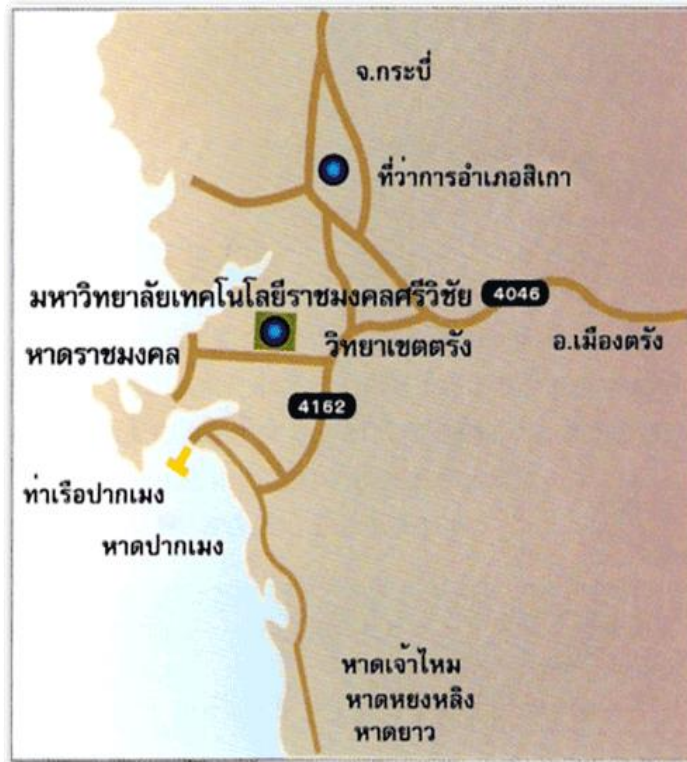 จ.กระบี่
ที่ว่าการอำเภอสิเกา
มหาวิทยาลัยเทคโนโลยีราชมงคลศรีวิชัย
4046
วิทยาเขตตรัง
อ.เมืองตรัง
หาดราชมงคล
4162
ท่าเรือปากเมง
หาดปากเมง
หาดเจ้าไหม
หาดหยงหลิง
หาดยาว